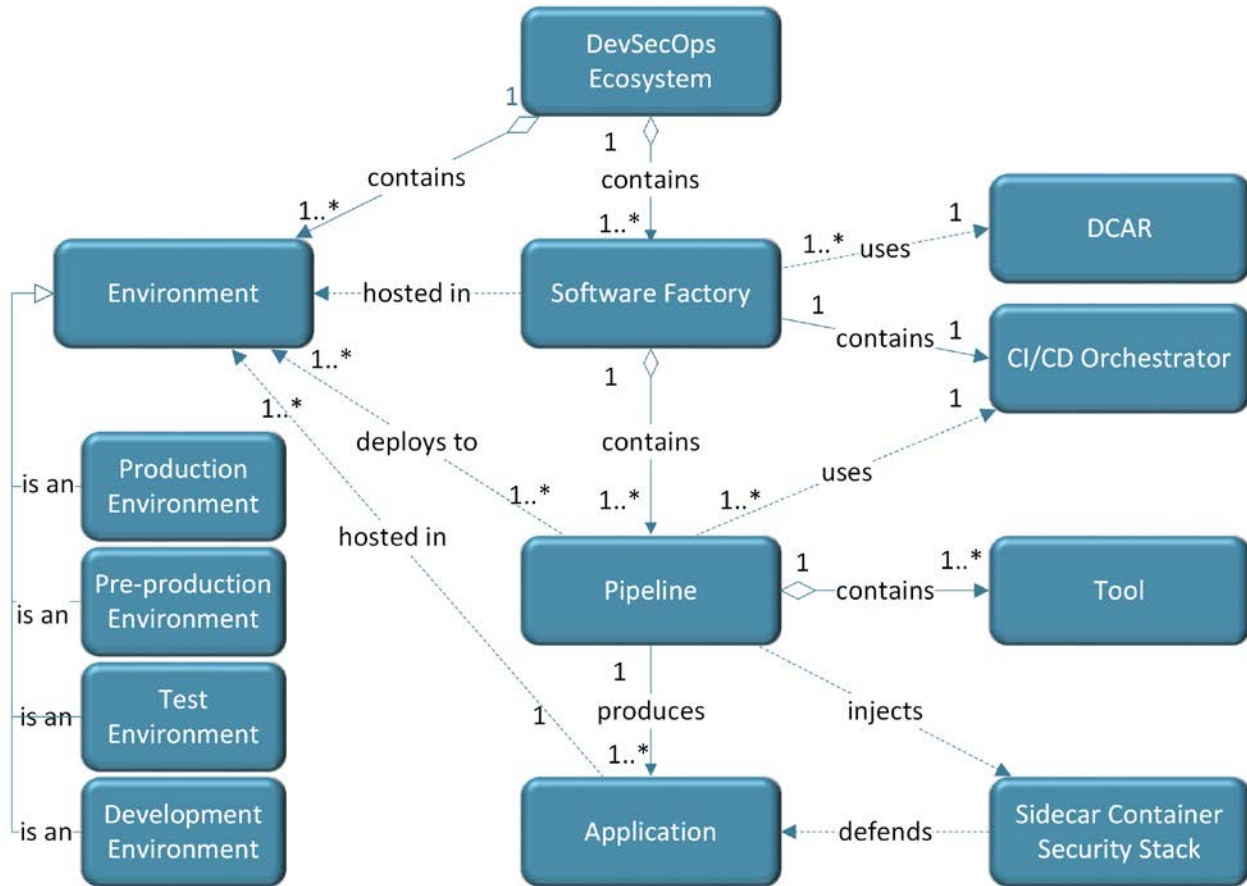 DevSecOps
Ecosystem
1
1
contains
contains
1..*
1..*
1
DCAR
1..*
uses
Environment
hosted in
Software Factory
1
1
contains
CI/CD Orchestrator
1..*
1
1
1..*
deploys to
contains
uses
Production
Environment
is an
1..*
1..*
1..*
hosted in
Pre-production
Environment
is an
Pipeline
1
contains
1..*
Tool
1
Test
Environment
is an
1
produces
injects
1..*
Development
Environment
is an
Application
defends
Sidecar Container
Security Stack